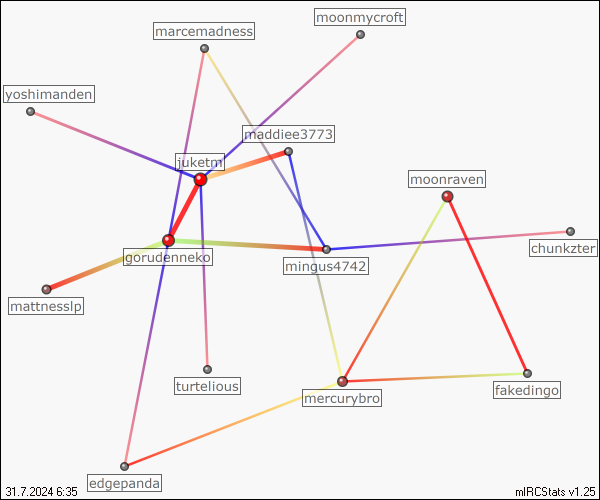 moonmycroft
marcemadness
yoshimanden
maddiee3773
juketm
moonraven
chunkzter
gorudenneko
mingus4742
mattnesslp
turtelious
fakedingo
mercurybro
edgepanda
31.7.2024 6:35
mIRCStats v1.25